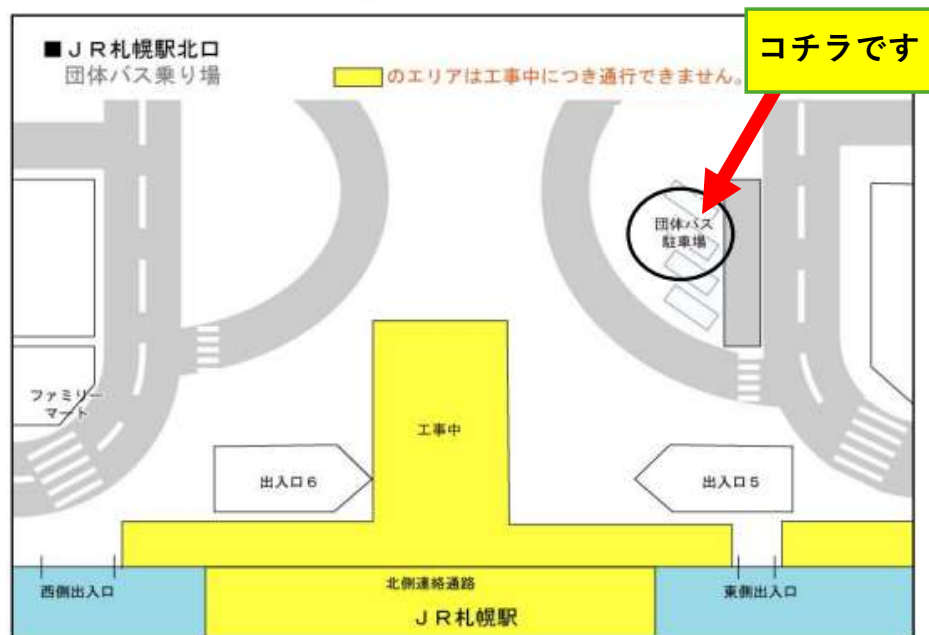 ■ＪＲ札幌駅北口
団体バス乗り場
のエリアは工事中につき通行できません。
コチラです
団体バス
駐車場
ファミリー
マート
工事中
出入口６
出入口５
西側出入口
北側連絡通路
東側出入口
ＪＲ札幌駅